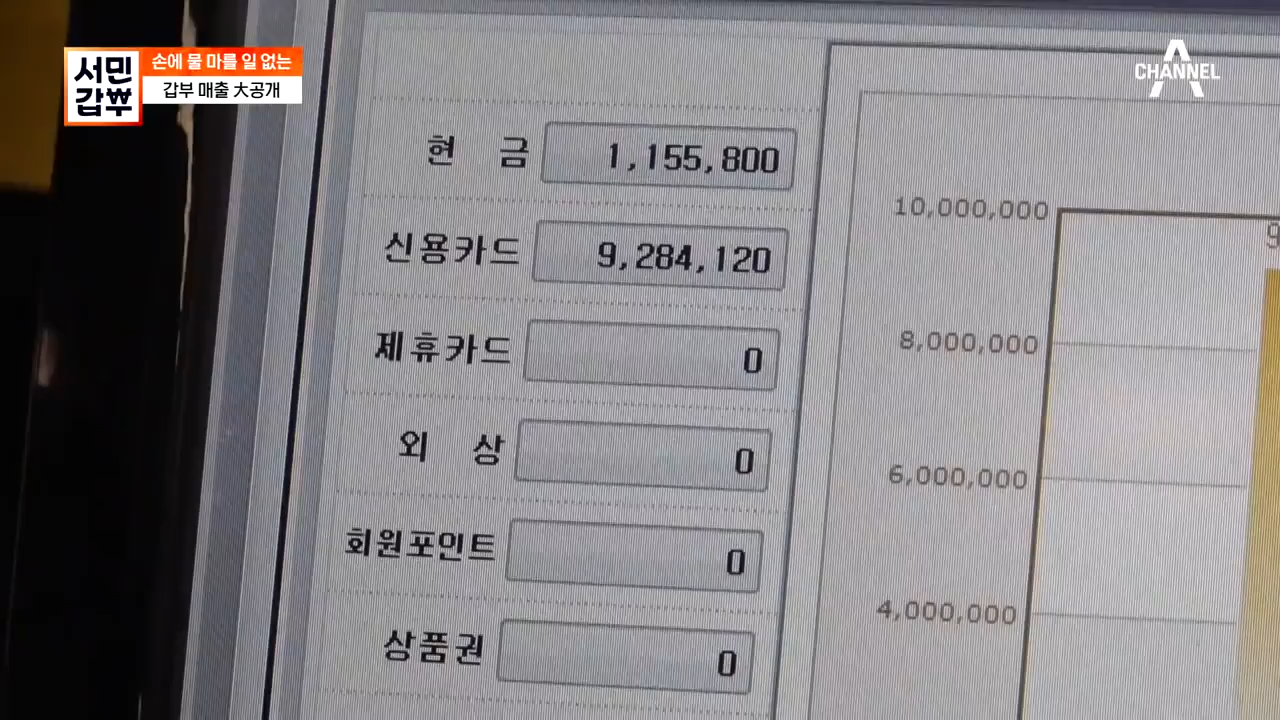 서민
갑부
손에 물 마를 일 없는
갑부 매출 大공개
CHANNEL A
현 금 1,155,800
신용카드 9,284,120
제휴카드 0
외 상 0
회원포인트 0
상품권 0
10,000,000
9
8,000,000
6,000,000
4,000,000